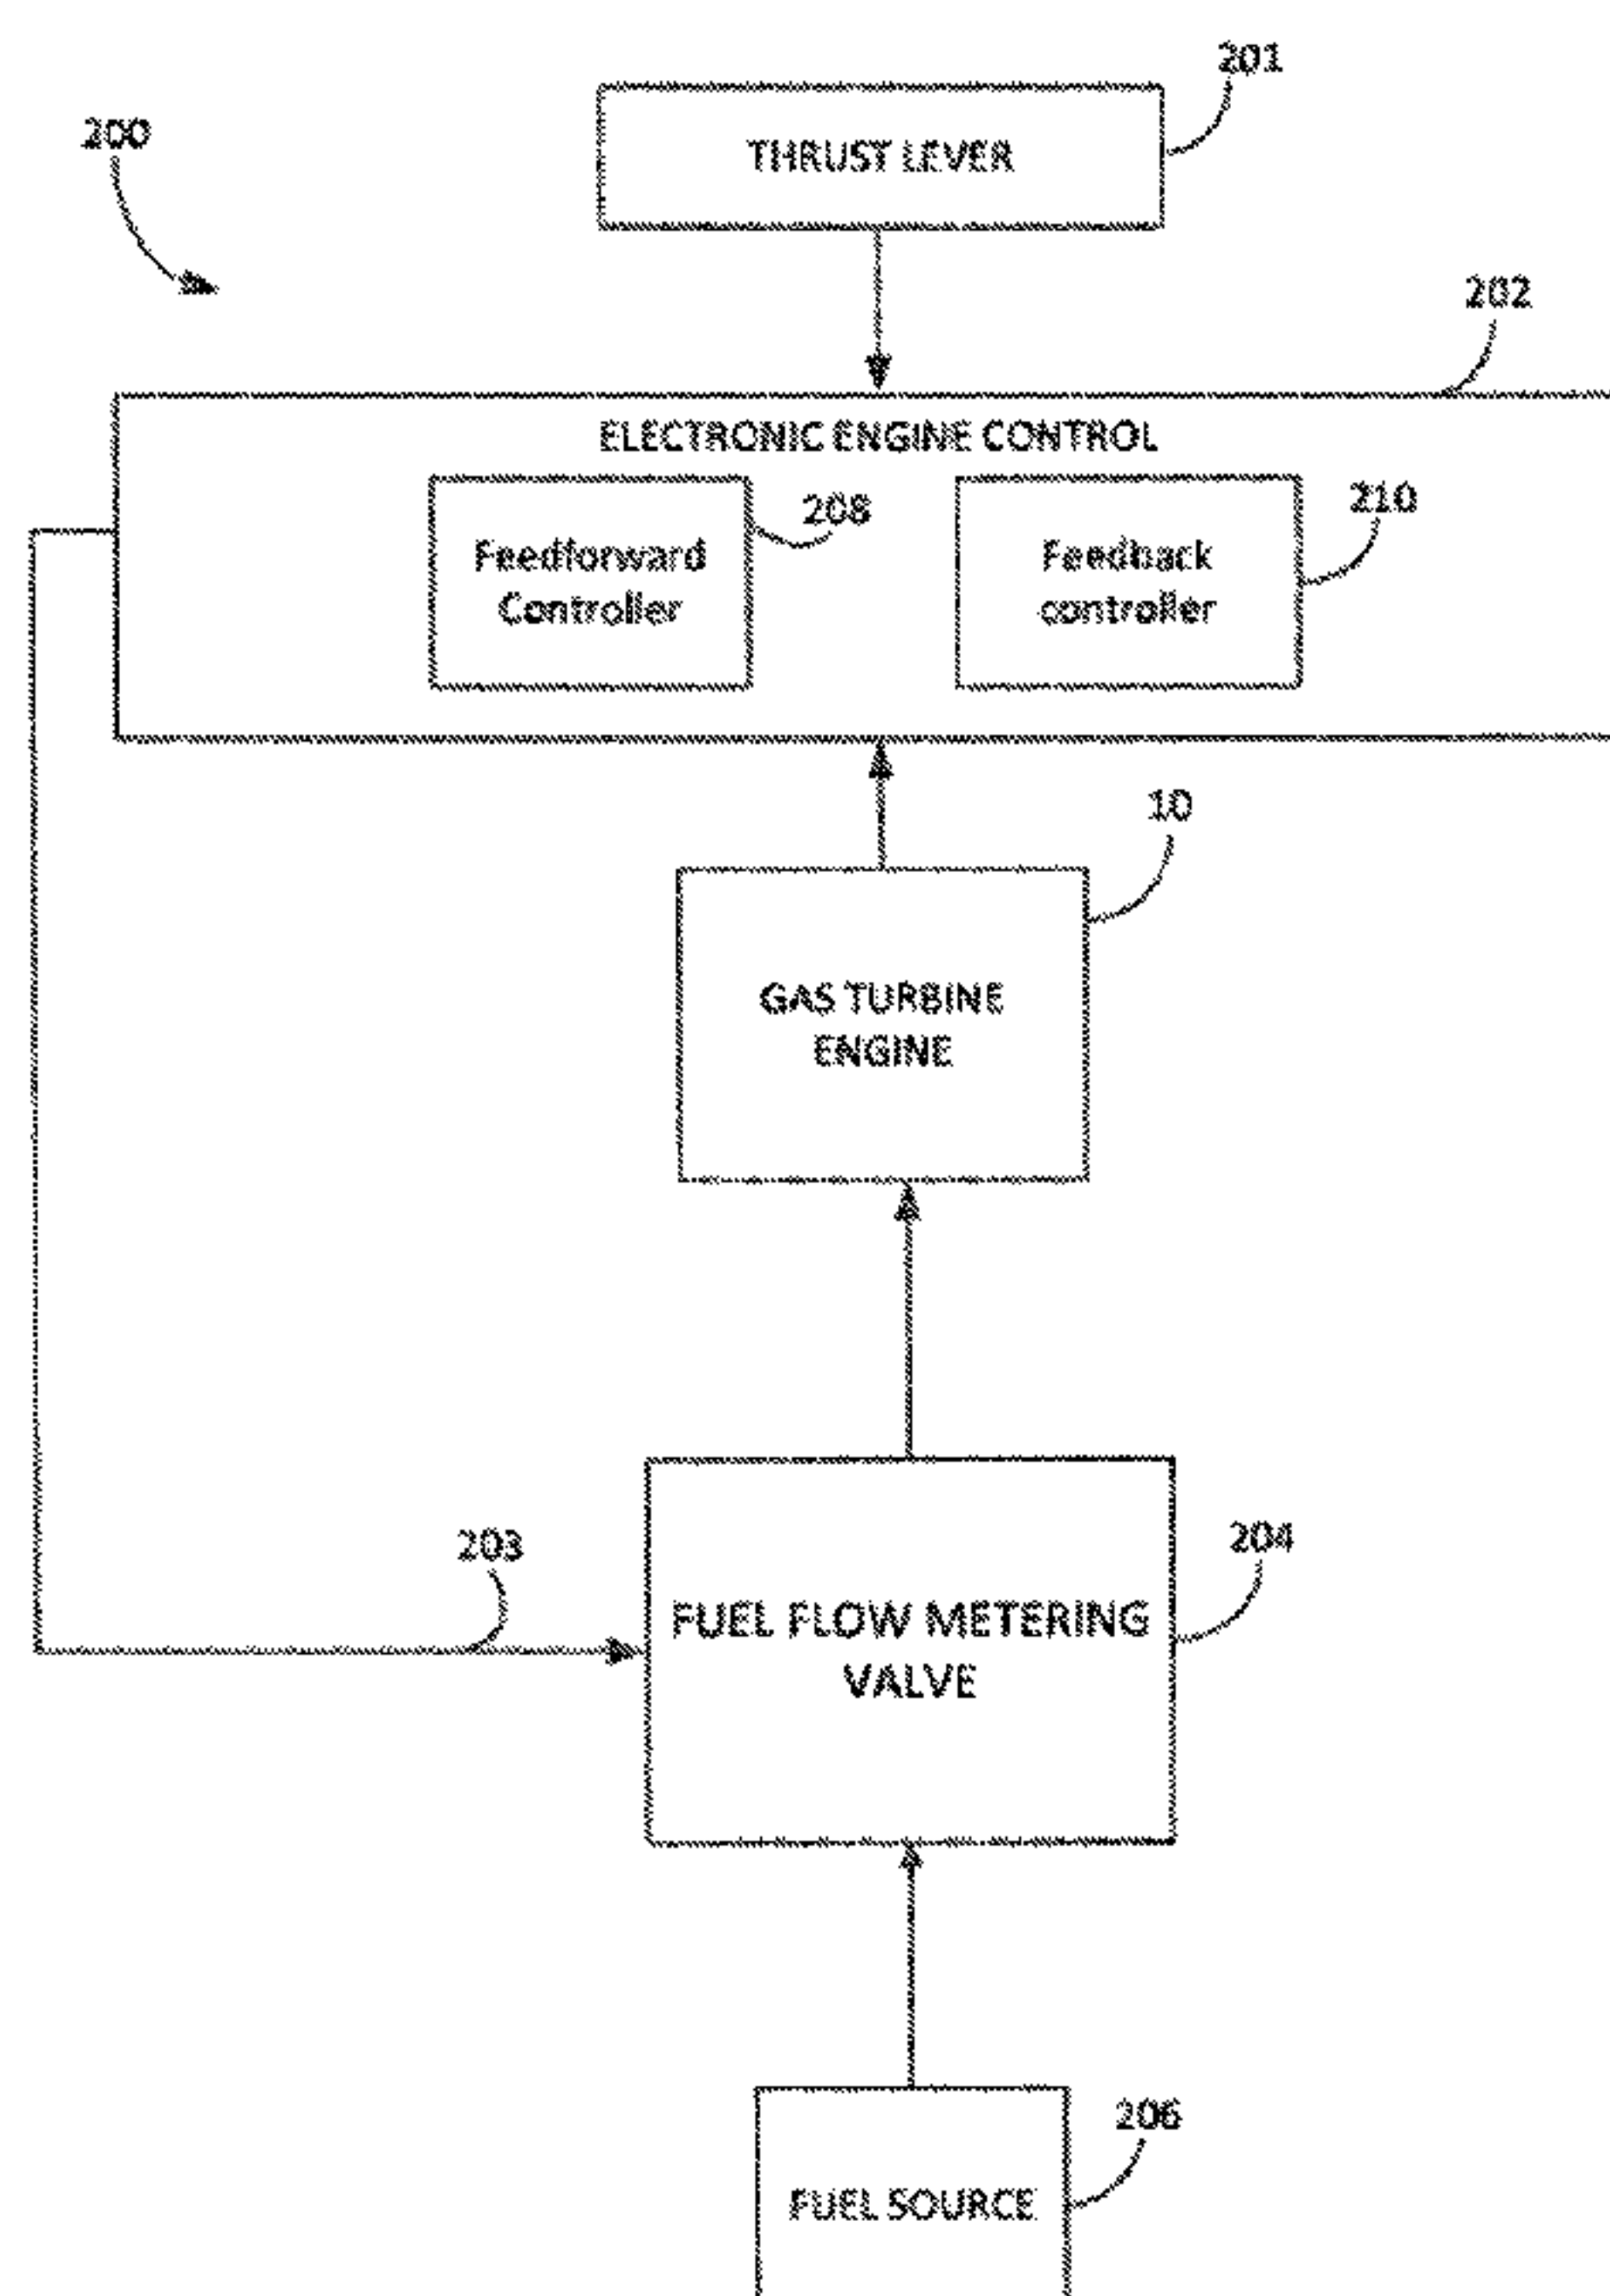 201
200
THRUST LEVER
202
ELECTRONIC ENGINE CONTROL
208
210
Feedforward
Controller
Feedback
controller
10
GAS TURBINE
ENGINE
203
204
FUEL FLOW METERING
VALVE
206
FUEL SOURCE